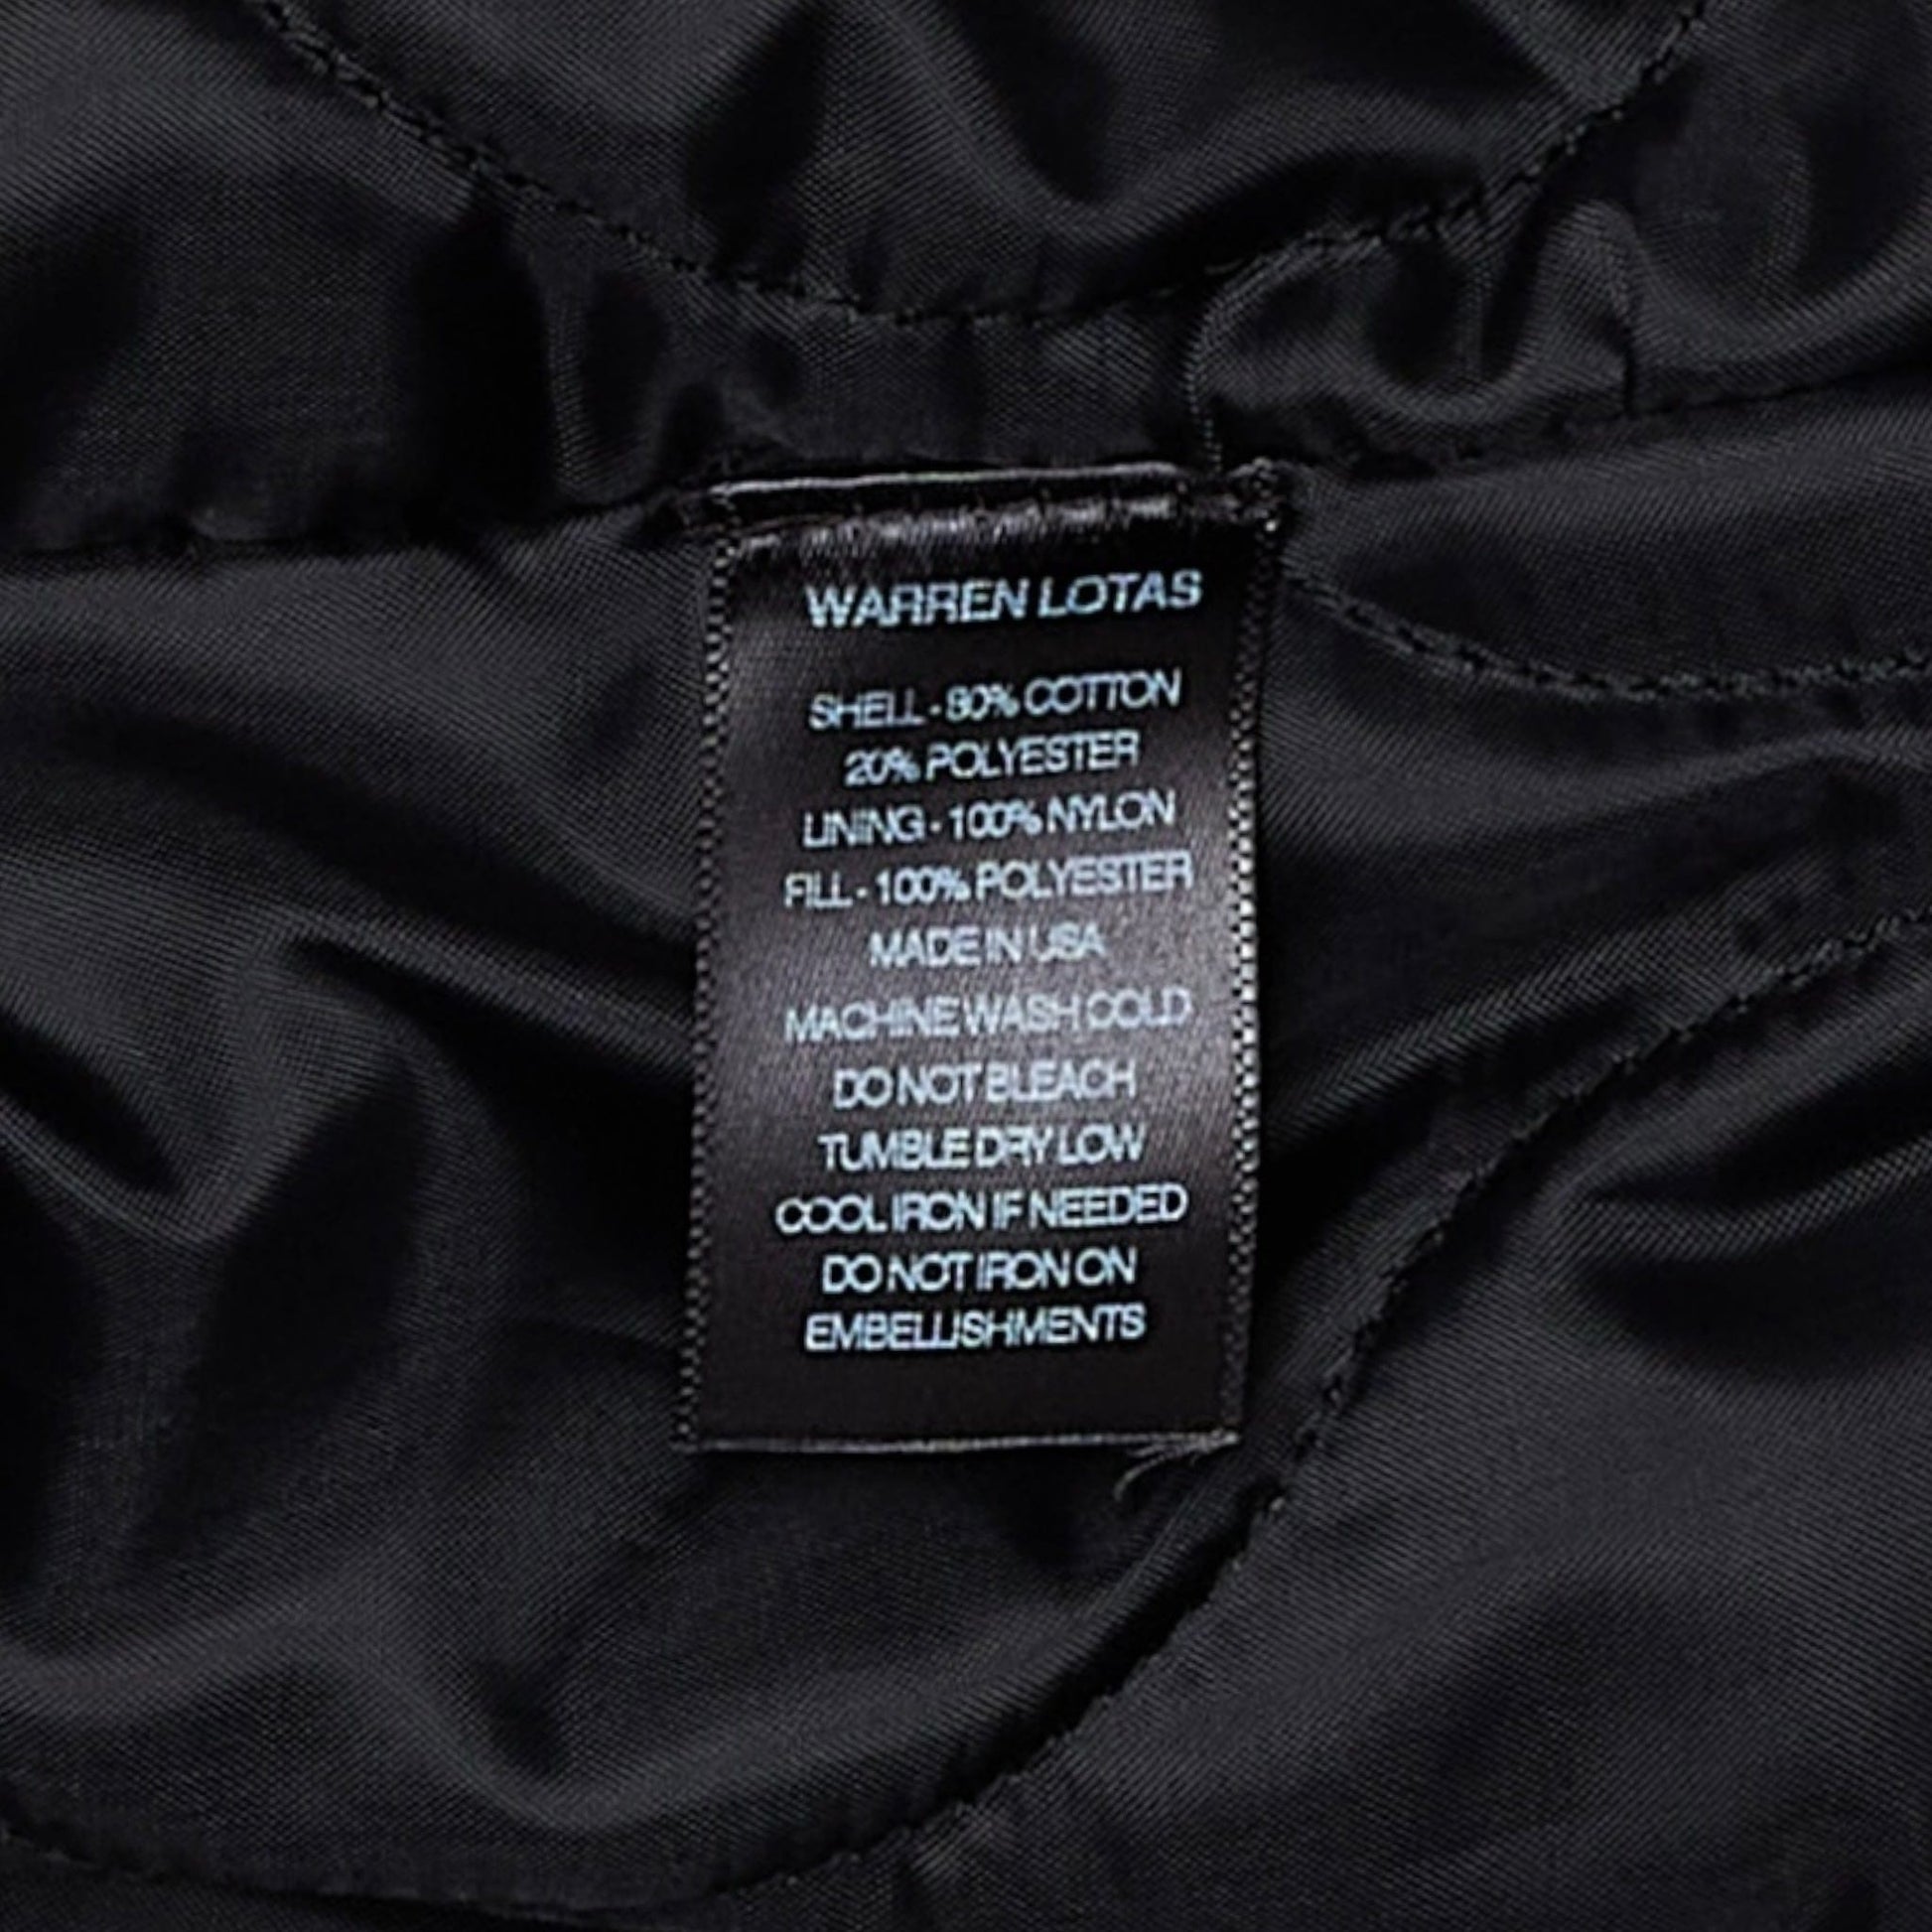 WARREN LOTAS
SHELL - 80% COTTON
20% POLYESTER
LINING - 100% NYLON
FILL - 100% POLYESTER
MADE IN USA
MACHINE WASH COLD
DO NOT BLEACH
TUMBLE DRY LOW
COOL IRON IF NEEDED
DO NOT IRON ON
EMBELLISHMENTS